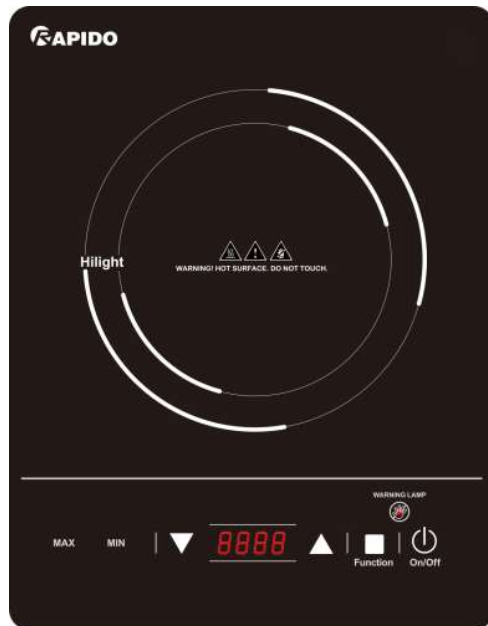 RAPIDO
Hilight
WARNING! HOT SURFACE. DO NOT TOUCH.
WARNING LAMP
MAX MIN 8888
Function On/Off